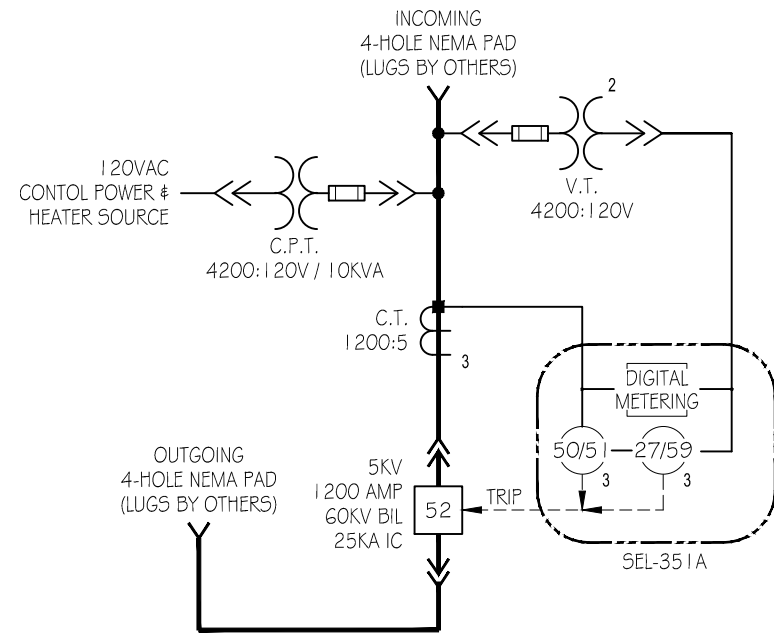 INCOMING
4-HOLE NEMA PAD
(LUGS BY OTHERS)
2
120VAC
CONTOL POWER &
HEATER SOURCE
V.T.
4200:120V
C.P.T.
4200:120V / 10KVA
C.T.
1200:5
3
DIGITAL
METERING
50/51
27/59
3
3
OUTGOING
4-HOLE NEMA PAD
(LUGS BY OTHERS)
5KV
1200 AMP
60KV BIL
25KA IC
52
TRIP
SEL-351A